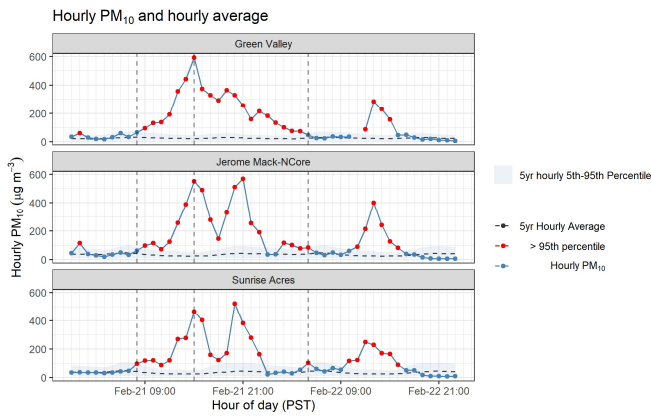 Hourly PM₁₀ and hourly average
Green Valley
600
400
200
0
Jerome Mack-NCore
600
400
200
0
Sunrise Acres
600
400
200
0
Feb-21 09:00 Feb-21 21:00 Feb-22 09:00 Feb-22 21:00
Hour of day (PST)
Hourly PM₁₀ (µg m⁻³)
5yr hourly 5th-95th Percentile
5yr Hourly Average
> 95th percentile
Hourly PM₁₀